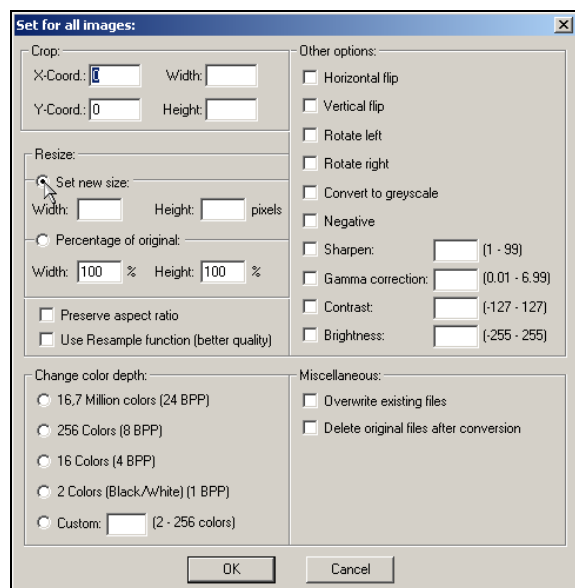 Set for all images:
Crop:
X-Coord.: 0 Width:
Y-Coord.: 0 Height:
Resize:
Set new size:
Width: Height: pixels
Percentage of original:
Width: 100 % Height: 100 %
Preserve aspect ratio
Use Resample function (better quality)
Other options:
Horizontal flip
Vertical flip
Rotate left
Rotate right
Convert to greyscale
Negative
Sharpen: (1 - 99)
Gamma correction: (0.01 - 6.99)
Contrast: (-127 - 127)
Brightness: (-255 - 255)
Change color depth:
16,7 Million colors (24 BPP)
256 Colors (8 BPP)
16 Colors (4 BPP)
2 Colors (Black/White) (1 BPP)
Custom: (2 - 256 colors)
Miscellaneous:
Overwrite existing files
Delete original files after conversion
OK Cancel